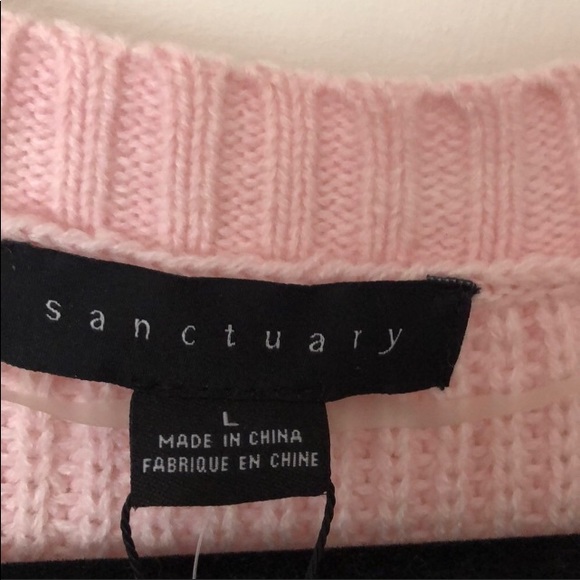 sanctuary
L
MADE IN CHINA
FABRIQUE EN CHINE